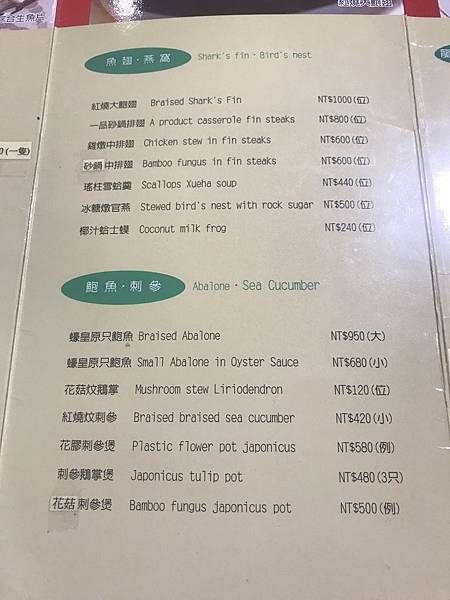 魚翅·燕窩 Shark's fin·Bird's nest
紅燒大鮑翅 Braised Shark's Fin NT$1000(位)
一品砂鍋排翅 A product casserole fin steaks NT$800(位)
雞燉中排翅 Chicken stew in fin steaks NT$600(位)
砂鍋中排翅 Bamboo fungus in fin steaks NT$600(位)
瑤柱雪蛤羹 Scallops Xueha soup NT$440(位)
冰糖燉官燕 Stewed bird's nest with rock sugar NT$500(位)
椰汁蛤士蟆 Coconut milk frog NT$240(位)
鮑魚·刺參 Abalone·Sea Cucumber
蠔皇原只鮑魚 Braised Abalone NT$950(大)
蠔皇原只鮑魚 Small Abalone in Oyster Sauce NT$680(小)
花菇炆鵝掌 Mushroom stew Liriodendron NT$120(位)
紅燒炆刺參 Braised braised sea cucumber NT$420(小)
花膠刺參煲 Plastic flower pot japonicus NT$580(例)
刺參鵝掌煲 Japonicus tulip pot NT$480(3只)
花菇刺參煲 Bamboo fungus japonicus pot NT$500(例)
0(一隻)